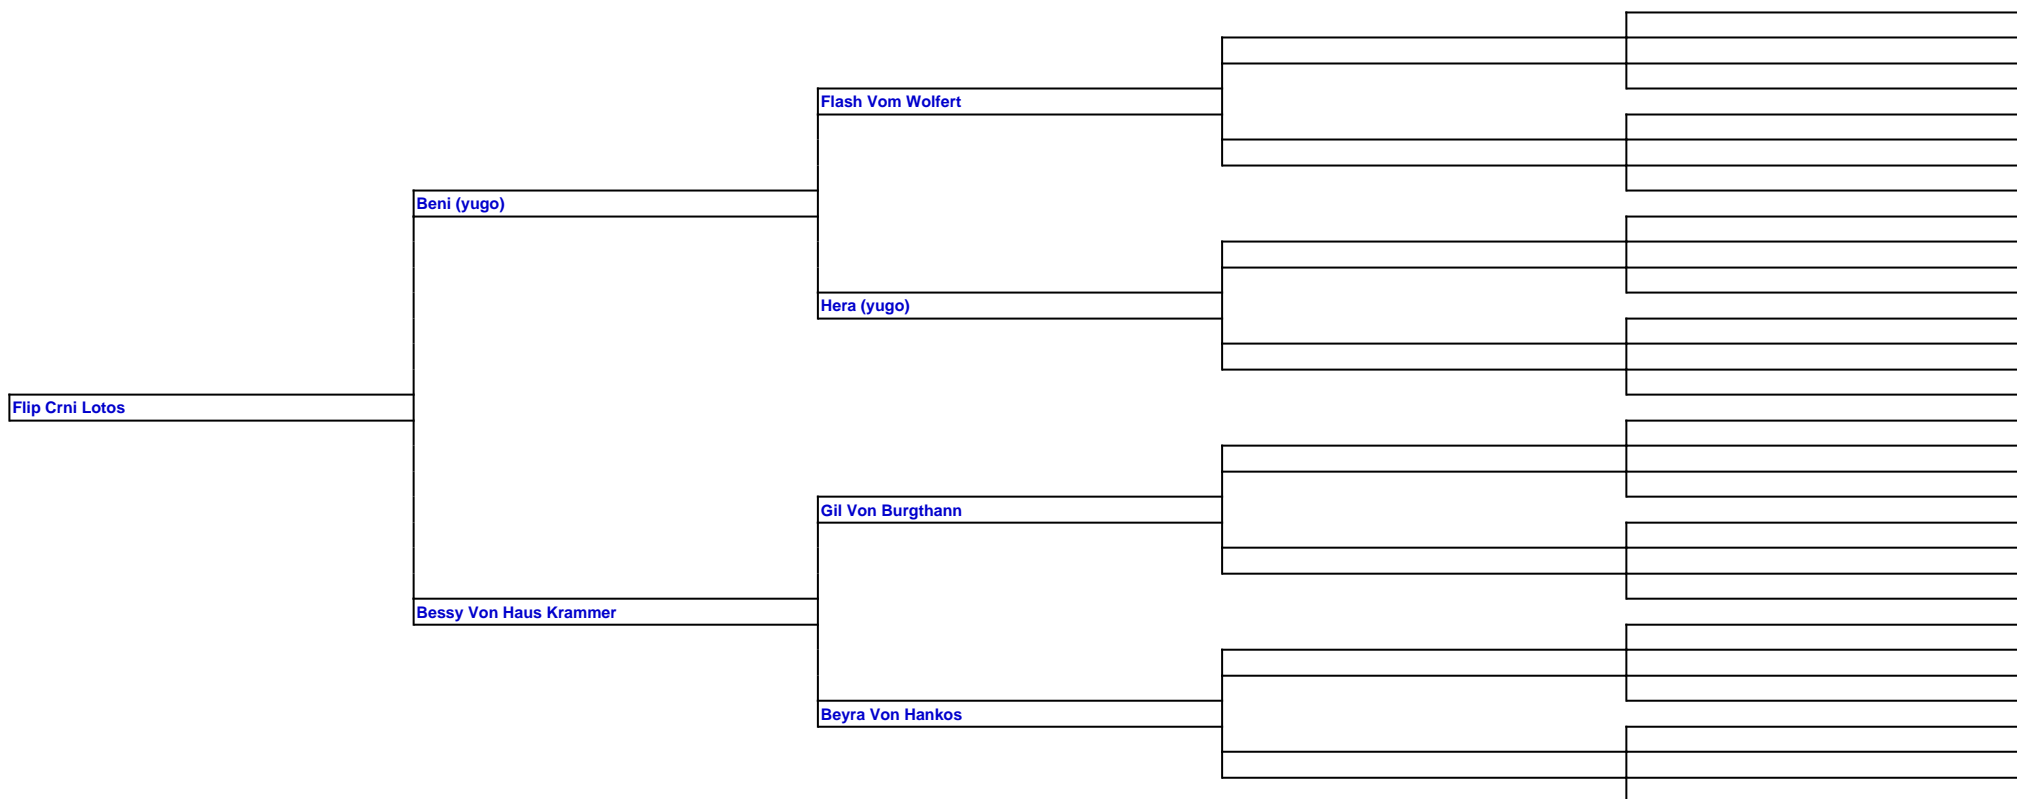 Flash Vom Wolfert
Beni (yugo)
Hera (yugo)
Flip Crni Lotos
Gil Von Burgthann
Bessy Von Haus Krammer
Beyra Von Hankos